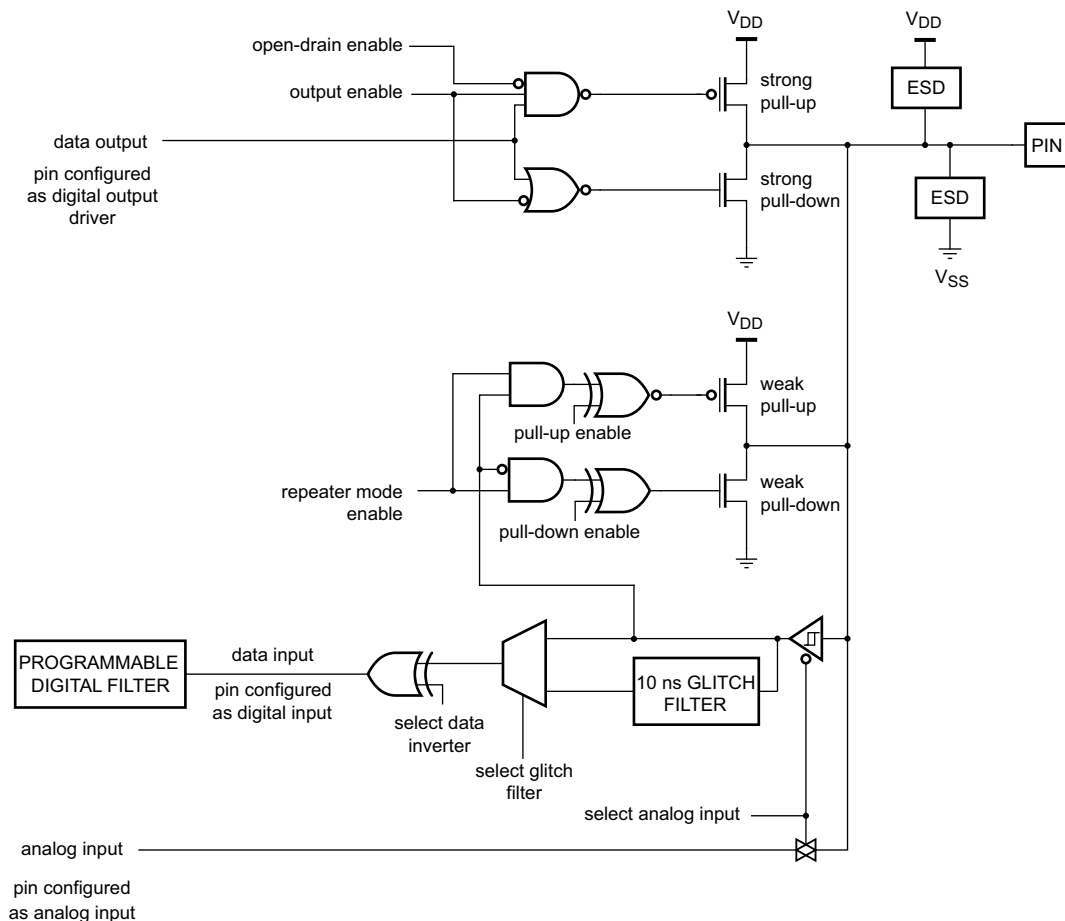 VDD
VDD
open-drain enable
strong
pull-up
ESD
output enable
data output
PIN
pin configured
as digital output
driver
strong
pull-down
ESD
VSS
VDD
weak
pull-up
pull-up enable
weak
pull-down
repeater mode
enable
pull-down enable
PROGRAMMABLE
DIGITAL FILTER
data input
pin configured
as digital input
10 ns GLITCH
FILTER
select data
inverter
select glitch
filter
select analog input
analog input
pin configured
as analog input